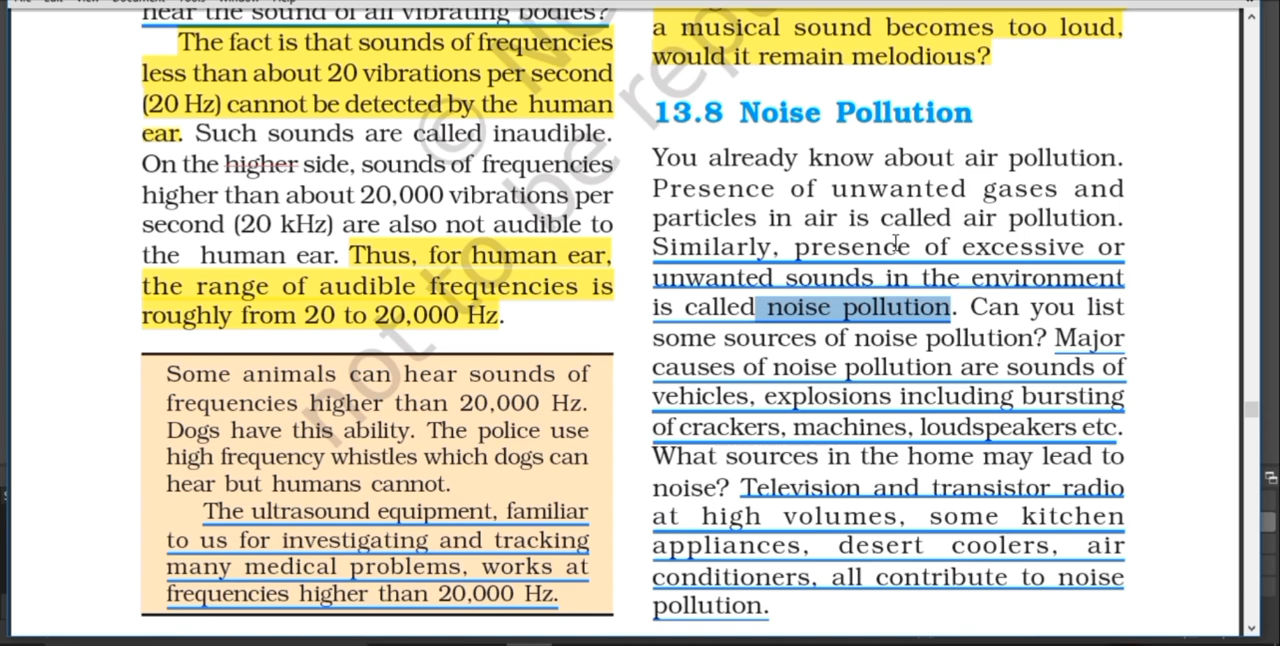 hear the sound of all vibrating bodies?
The fact is that sounds of frequencies
less than about 20 vibrations per second
(20 Hz) cannot be detected by the human
ear. Such sounds are called inaudible.
On the higher side, sounds of frequencies
higher than about 20,000 vibrations per
second (20 kHz) are also not audible to
the human ear. Thus, for human ear,
the range of audible frequencies is
roughly from 20 to 20,000 Hz.
Some animals can hear sounds of
frequencies higher than 20,000 Hz.
Dogs have this ability. The police use
high frequency whistles which dogs can
hear but humans cannot.
The ultrasound equipment, familiar
to us for investigating and tracking
many medical problems, works at
frequencies higher than 20,000 Hz.
a musical sound becomes too loud,
would it remain melodious?
13.8 Noise Pollution
You already know about air pollution.
Presence of unwanted gases and
particles in air is called air pollution.
Similarly, presence of excessive or
unwanted sounds in the environment
is called noise pollution. Can you list
some sources of noise pollution? Major
causes of noise pollution are sounds of
vehicles, explosions including bursting
of crackers, machines, loudspeakers etc.
What sources in the home may lead to
noise? Television and transistor radio
at high volumes, some kitchen
appliances, desert coolers, air
conditioners, all contribute to noise
pollution.
©
not to be rep